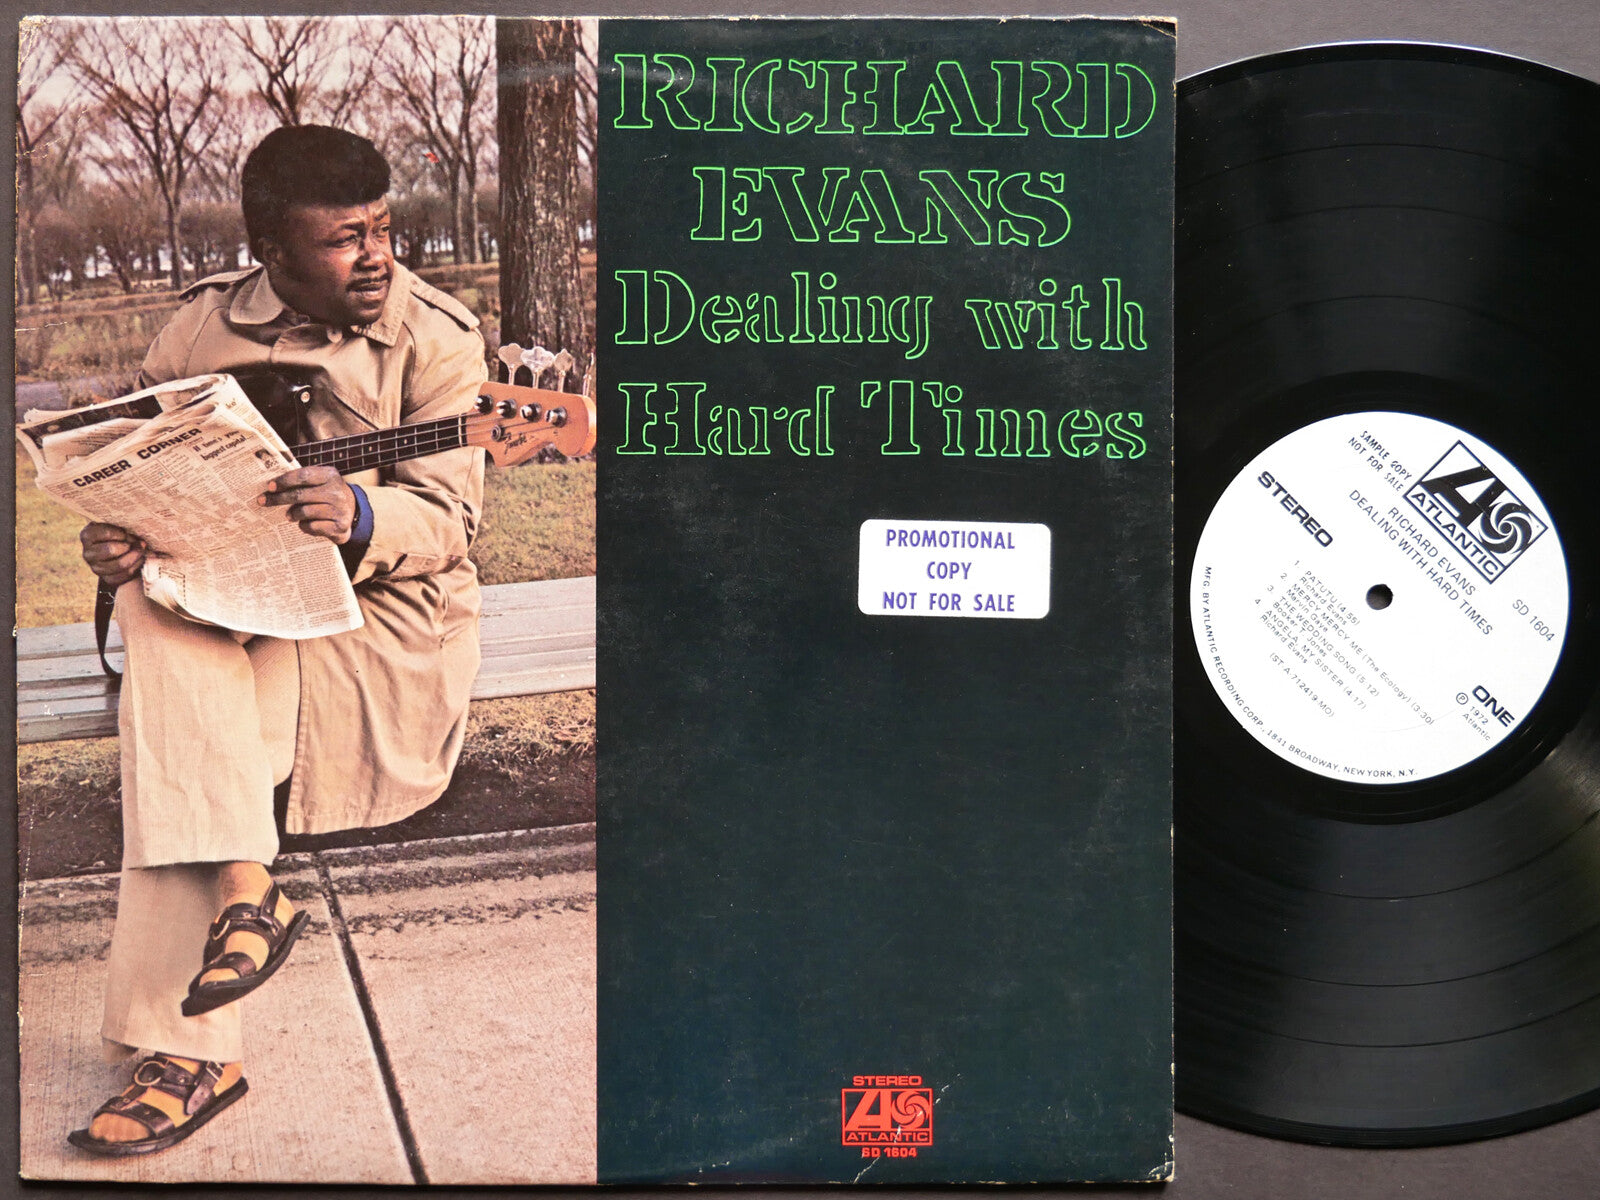 RICHARD
EVANS
Dealing with
Hard Times
PROMOTIONAL
COPY
NOT FOR SALE
STEREO
ATLANTIC
SD 1604
CAREER CORNER
biggest capital
SAMPLE COPY
NOT FOR SALE
ATLANTIC
STEREO
RICHARD EVANS
DEALING WITH HARD TIMES
SD 1604
1. PATUTU (4:55)
Richard Evans
2. MERCY MERCY ME (The Ecology) (3:30)
Marvin Gaye
3. THE WEDDING SONG (5:12)
Booker T. Jones
4. ANGELA, MY SISTER (4:17)
Richard Evans
(ST-A-712419-MO)
ONE
℗ 1972
Atlantic
MFG BY ATLANTIC RECORDING CORP., 1841 BROADWAY, NEW YORK, N.Y.